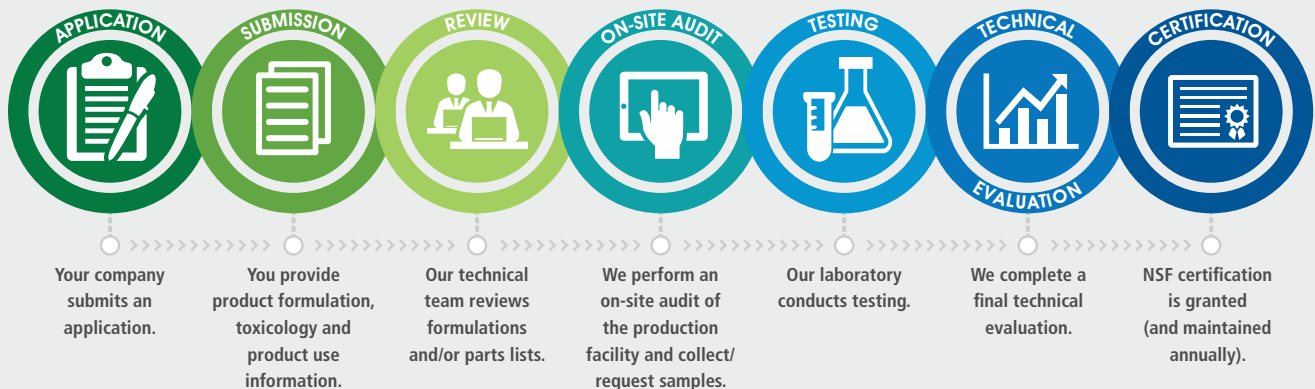 APPLICATION
SUBMISSION
REVIEW
ON-SITE AUDIT
TESTING
TECHNICAL
EVALUATION
CERTIFICATION
Your company
submits an
application.
You provide
product formulation,
toxicology and
product use
information.
Our technical
team reviews
formulations
and/or parts lists.
We perform an
on-site audit of
the production
facility and collect/
request samples.
Our laboratory
conducts testing.
We complete a
final technical
evaluation.
NSF certification
is granted
(and maintained
annually).